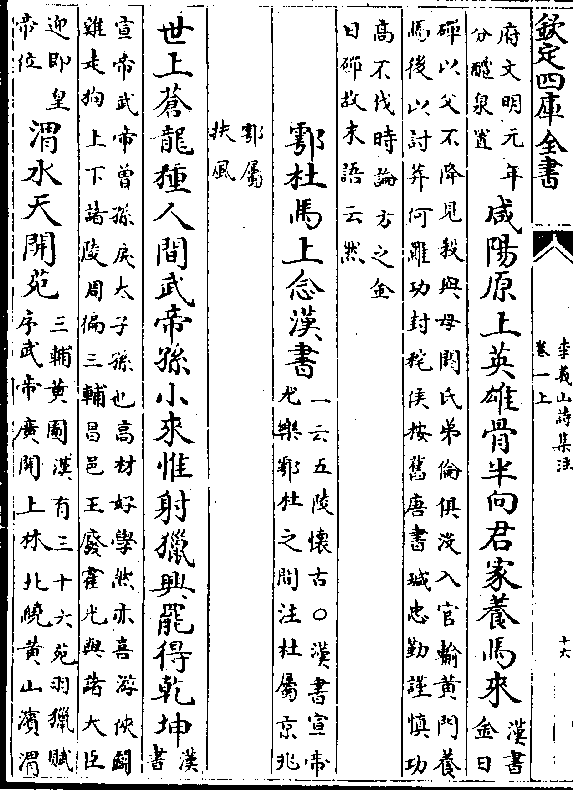 欽定四庫全書
李義山詩集注
卷一上
十六
府文明元年
分醴泉置
咸陽原上英雄骨半向君家養馬來
漢書
金日
磾以父不降見殺與母閼氏弟倫俱沒入官輸黃門養
馬後以討莽何羅功封秺侯按舊唐書瑊忠勤謹慎功
高不伐時論方之金
日磾故末語云然
鄠杜馬上念漢書
一云五陵懷古○漢書宣帝
尤樂鄠杜之間注杜屬京兆
鄠屬
扶風
世上蒼龍種人間武帝孫小來惟射獵興罷得乾坤
漢
書
宣帝武帝曾孫戾太子孫也高材好學然亦喜游俠鬬
雞走狗上下諸陵周徧三輔昌邑王廢霍光與諸大臣
迎即皇
帝位
渭水天開苑
三輔黃圖漢有三十六苑羽獵賦
序武帝廣開上林北繞黃山濱渭